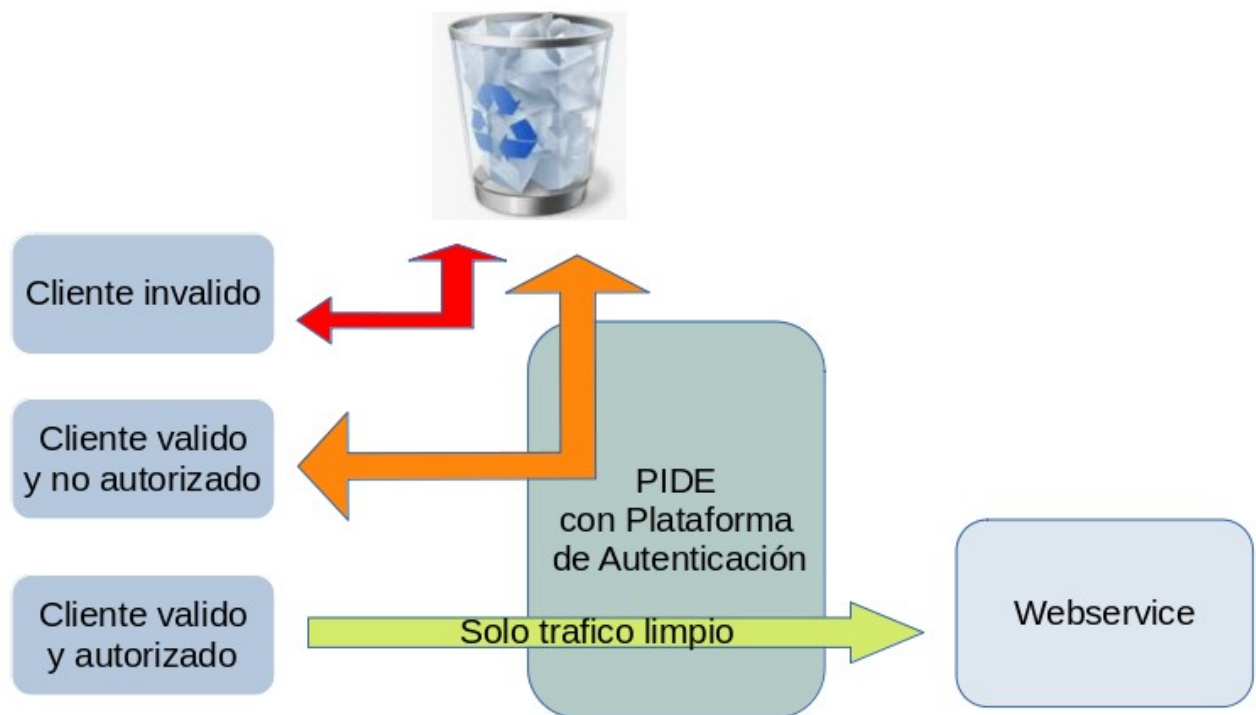 Cliente invalido
Cliente valido
y no autorizado
PIDE
con Plataforma
de Autenticación
Cliente valido
y autorizado
Solo trafico limpio
Webservice